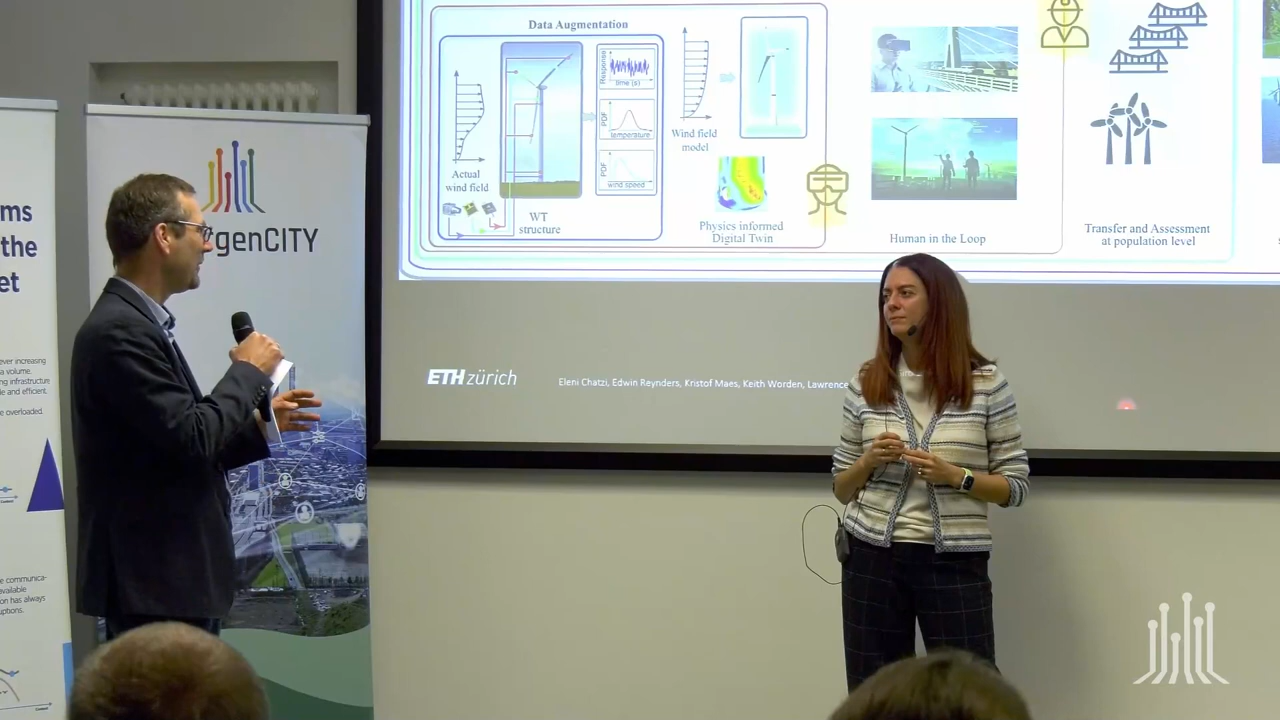 ms
the
et
ever increasing
a volume.
ng infrastructure
le and efficient.
e overloaded.
e communica-
available
on has always
uptions.
genCITY
Data Augmentation
Response
time (s)
PDF
temperature
PDF
wind speed
Actual
wind field
WT
structure
Wind field
model
Physics informed
Digital Twin
Human in the Loop
Transfer and Assessment
at population level
ETH zürich
Eleni Chatzi, Edwin Reynders, Kristof Maes, Keith Worden, Lawrence